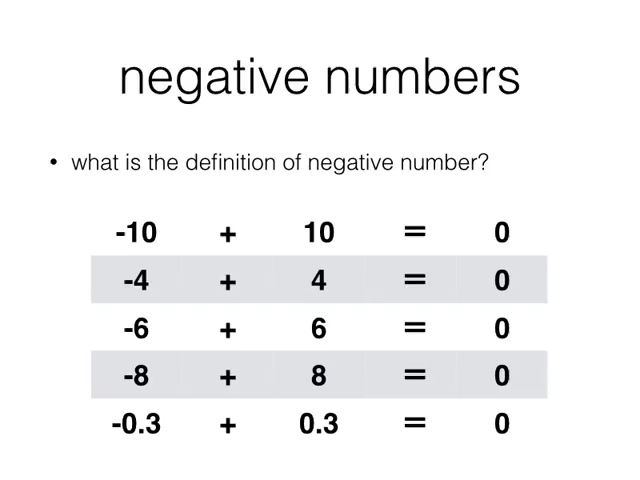 negative numbers
• what is the definition of negative number?
-10 + 10 = 0
-4 + 4 = 0
-6 + 6 = 0
-8 + 8 = 0
-0.3 + 0.3 = 0